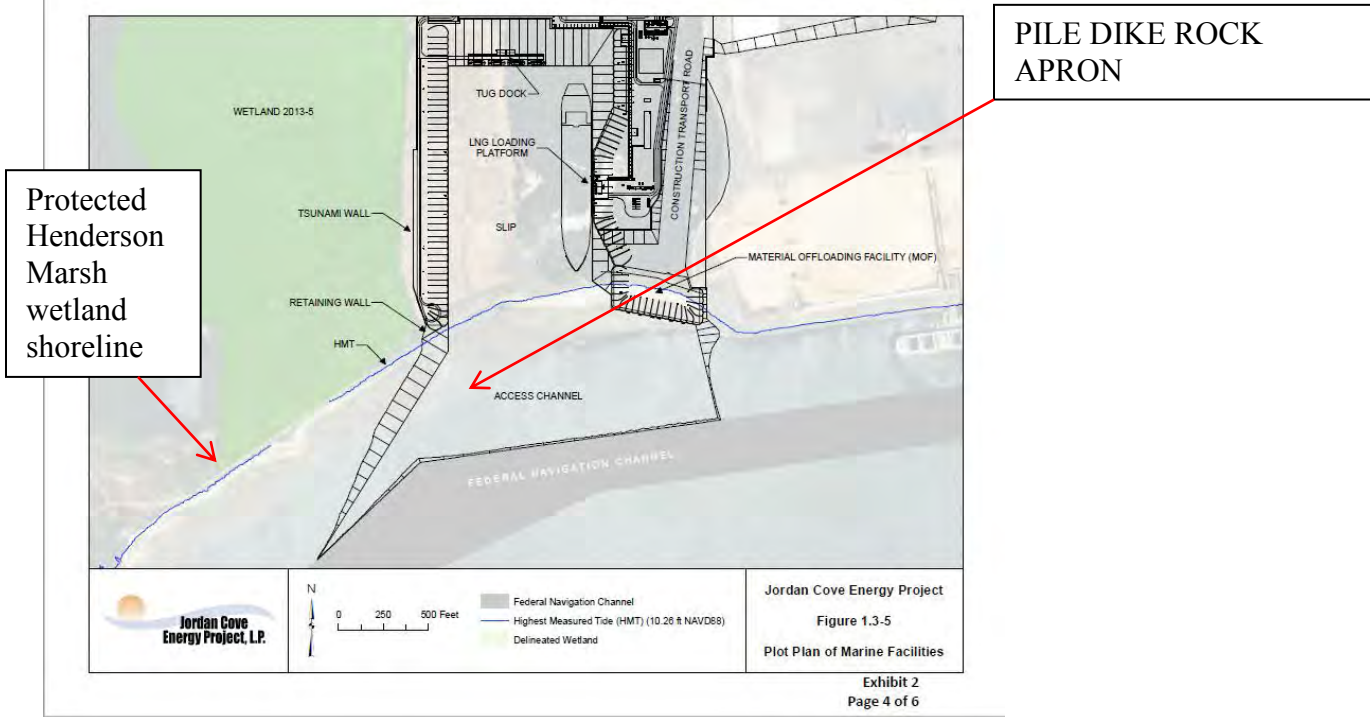 PILE DIKE ROCK
APRON
TUG DOCK
WETLAND 2013-5
LNG LOADING
PLATFORM
CONSTRUCTION TRANSPORT ROAD
Protected
Henderson
Marsh
wetland
shoreline
TSUNAMI WALL
SLIP
MATERIAL OFFLOADING FACILITY (MOF)
RETAINING WALL
HMT
ACCESS CHANNEL
FEDERAL NAVIGATION CHANNEL
Jordan Cove
Energy Project, L.P.
N
0 250 500 Feet
Federal Navigation Channel
Highest Measured Tide (HMT) (10.26 ft NAVD88)
Delineated Wetland
Jordan Cove Energy Project
Figure 1.3-5
Plot Plan of Marine Facilities
Exhibit 2
Page 4 of 6